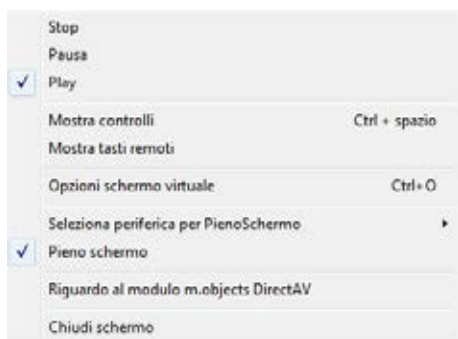 Stop
Pausa
Play
Mostra controlli Ctrl + spazio
Mostra tasti remoti
Opzioni schermo virtuale Ctrl+O
Seleziona periferica per PienoSchermo
Pieno schermo
Riguardo al modulo m.objects DirectAV
Chiudi schermo